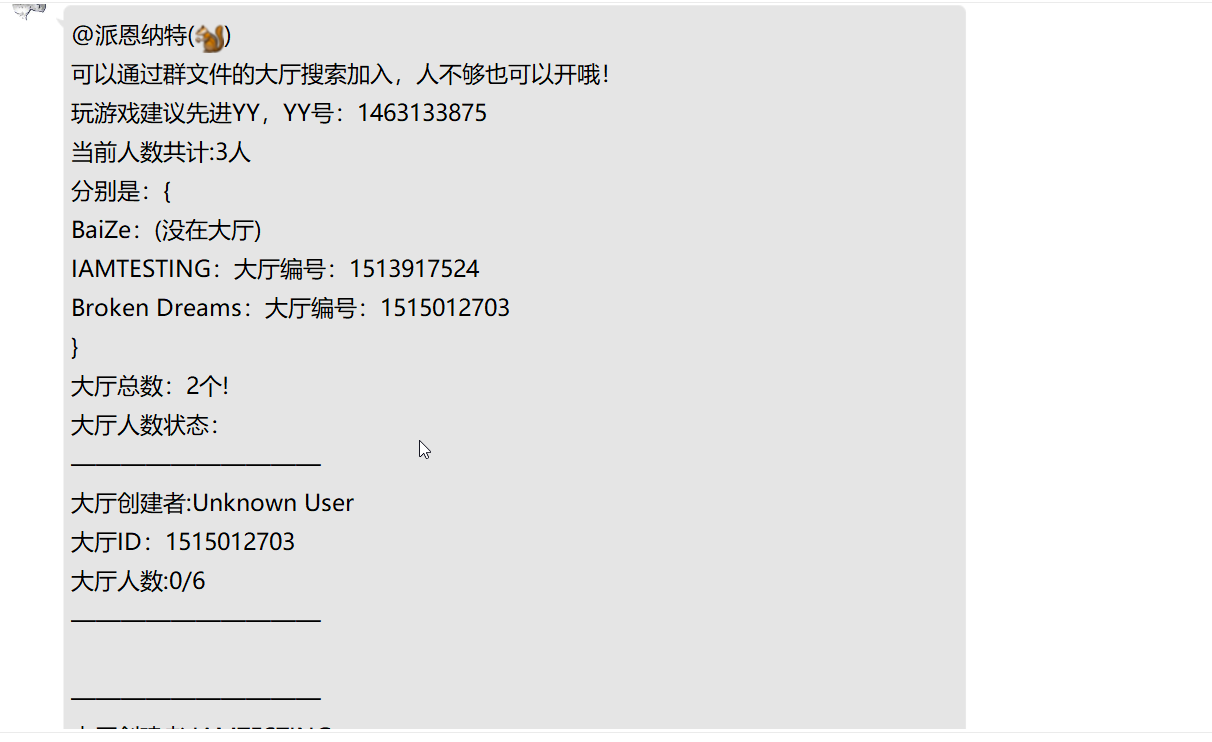 @派恩纳特(🐿)
可以通过群文件的大厅搜索加入，人不够也可以开哦！
玩游戏建议先进YY，YY号：1463133875
当前人数共计:3人
分别是：{
BaiZe：(没在大厅)
IAMTESTING：大厅编号：1513917524
Broken Dreams：大厅编号：1515012703
}
大厅总数：2个!
大厅人数状态：
——————————
大厅创建者:Unknown User
大厅ID：1515012703
大厅人数:0/6
——————————
——————————